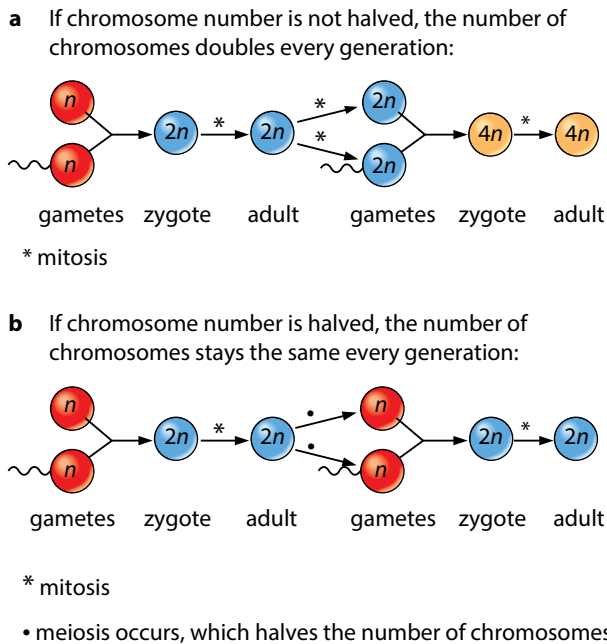 a If chromosome number is not halved, the number of
chromosomes doubles every generation:
n 2n * 2n * 2n 4n * 4n
n * 2n
gametes zygote adult gametes zygote adult
* mitosis
b If chromosome number is halved, the number of
chromosomes stays the same every generation:
n 2n * 2n • n 2n * 2n
n • n
gametes zygote adult gametes zygote adult
* mitosis
• meiosis occurs, which halves the number of chromosomes